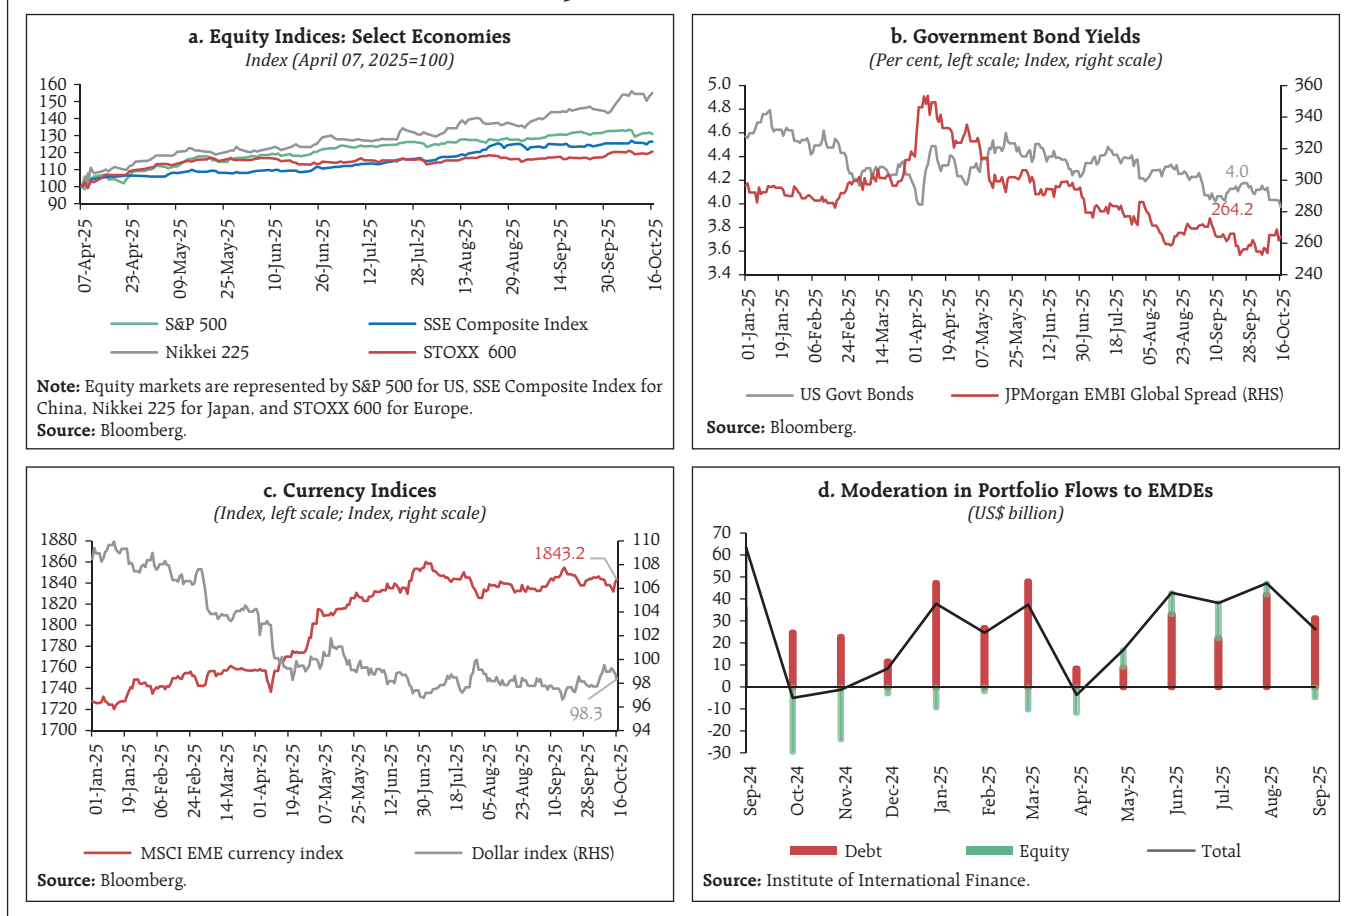 a. Equity Indices: Select Economies
Index (April 07, 2025=100)
160
150
140
130
120
110
100
90
07-Apr-25
23-Apr-25
09-May-25
25-May-25
10-Jun-25
26-Jun-25
12-Jul-25
28-Jul-25
13-Aug-25
29-Aug-25
14-Sep-25
30-Sep-25
16-Oct-25
S&P 500
SSE Composite Index
Nikkei 225
STOXX 600
Note: Equity markets are represented by S&P 500 for US, SSE Composite Index for
China, Nikkei 225 for Japan, and STOXX 600 for Europe.
Source: Bloomberg.
b. Government Bond Yields
(Per cent, left scale; Index, right scale)
5.0
4.8
4.6
4.4
4.2
4.0
3.8
3.6
3.4
360
340
320
300
280
260
240
4.0
264.2
01-Jan-25
19-Jan-25
06-Feb-25
24-Feb-25
14-Mar-25
01-Apr-25
19-Apr-25
07-May-25
25-May-25
12-Jun-25
30-Jun-25
18-Jul-25
05-Aug-25
23-Aug-25
10-Sep-25
28-Sep-25
16-Oct-25
US Govt Bonds
JPMorgan EMBI Global Spread (RHS)
Source: Bloomberg.
c. Currency Indices
(Index, left scale; Index, right scale)
1880
1860
1840
1820
1800
1780
1760
1740
1720
1700
110
108
106
104
102
100
98
96
94
1843.2
98.3
01-Jan-25
19-Jan-25
06-Feb-25
24-Feb-25
14-Mar-25
01-Apr-25
19-Apr-25
07-May-25
25-May-25
12-Jun-25
30-Jun-25
18-Jul-25
05-Aug-25
23-Aug-25
10-Sep-25
28-Sep-25
16-Oct-25
MSCI EME currency index
Dollar index (RHS)
Source: Bloomberg.
d. Moderation in Portfolio Flows to EMDEs
(US$ billion)
70
60
50
40
30
20
10
0
-10
-20
-30
Sep-24
Oct-24
Nov-24
Dec-24
Jan-25
Feb-25
Mar-25
Apr-25
May-25
Jun-25
Jul-25
Aug-25
Sep-25
Debt
Equity
Total
Source: Institute of International Finance.